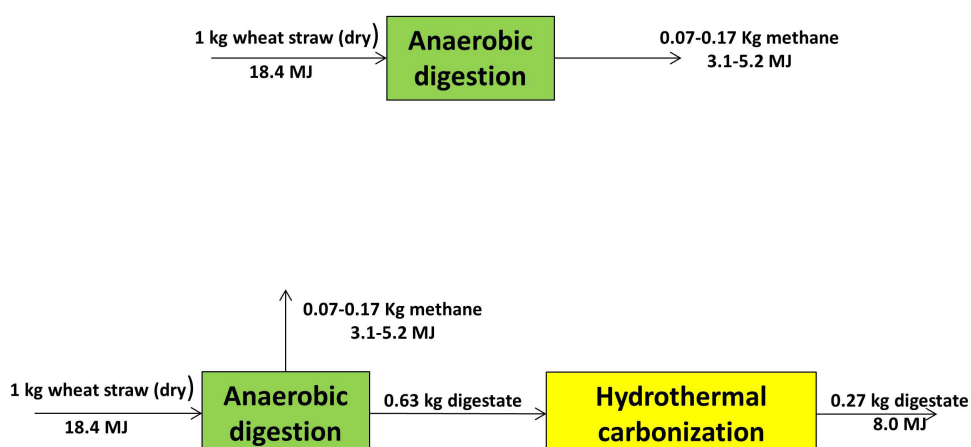 1 kg wheat straw (dry)
18.4 MJ
Anaerobic
digestion
0.07-0.17 Kg methane
3.1-5.2 MJ
0.07-0.17 Kg methane
3.1-5.2 MJ
1 kg wheat straw (dry)
18.4 MJ
Anaerobic
digestion
0.63 kg digestate
Hydrothermal
carbonization
0.27 kg digestate
8.0 MJ